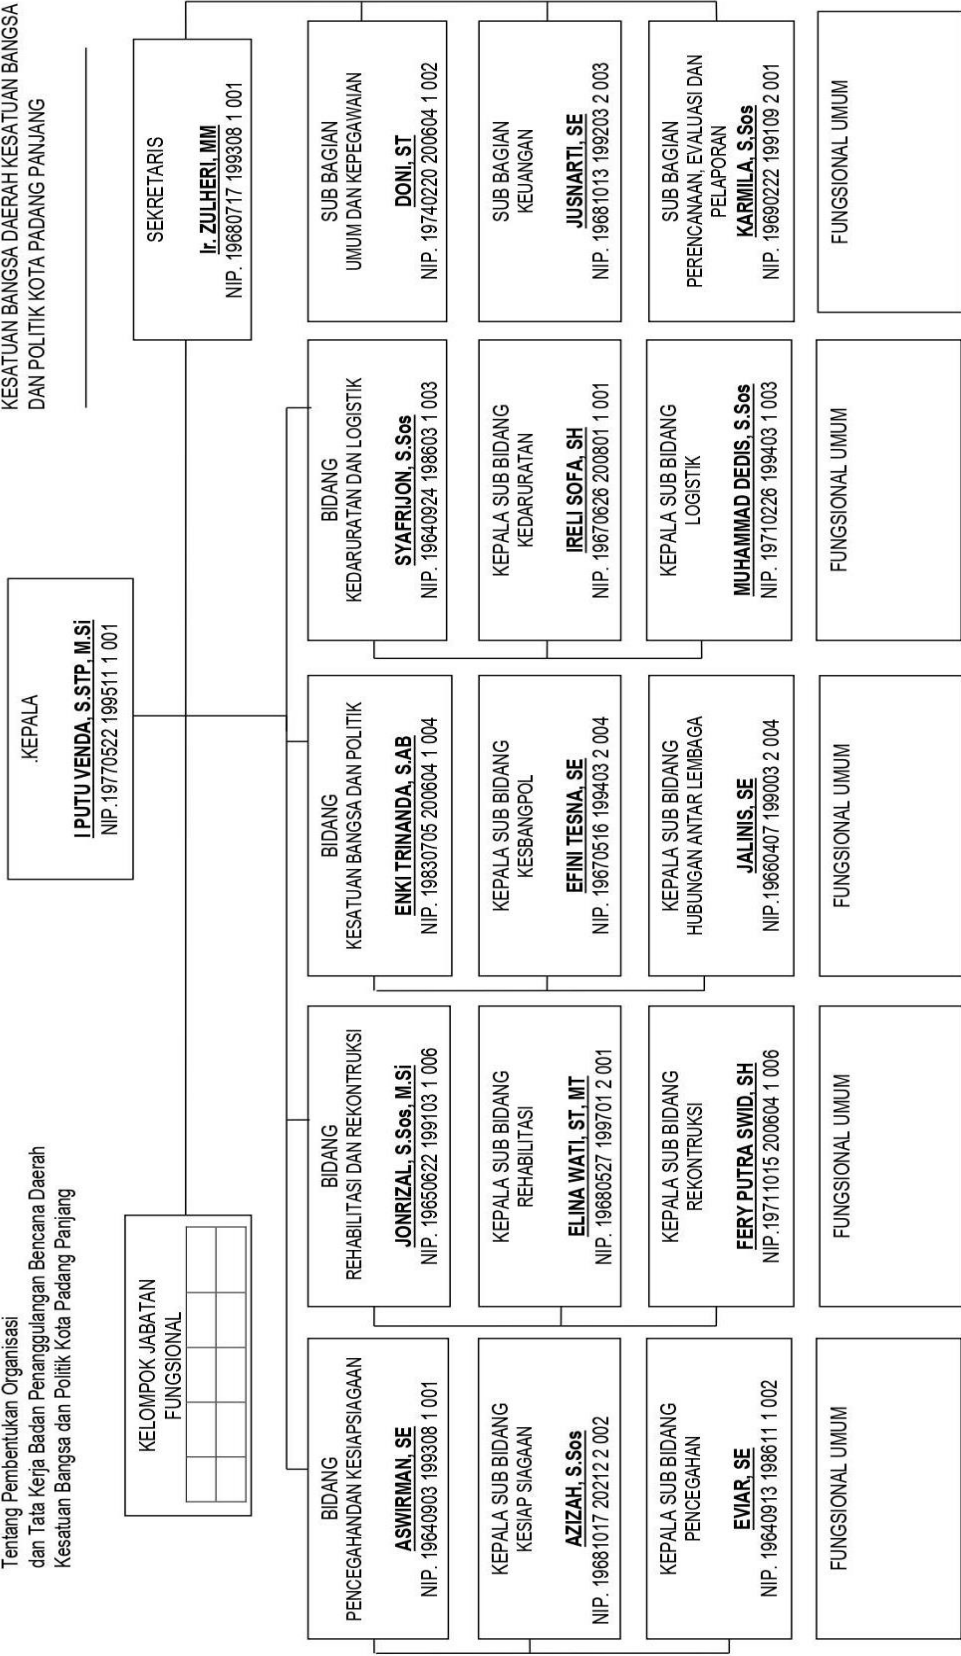 Tentang Pembentukan Organisasi
dan Tata Kerja Badan Penanggulangan Bencana Daerah
Kesatuan Bangsa dan Politik Kota Padang Panjang
KESATUAN BANGSA DAERAH KESATUAN BANGSA
DAN POLITIK KOTA PADANG PANJANG
.KEPALA
I PUTU VENDA, S.STP, M.Si
NIP.19770522 199511 1 001
KELOMPOK JABATAN
FUNGSIONAL
SEKRETARIS
Ir. ZULHERI, MM
NIP. 19680717 199308 1 001
BIDANG
PENCEGAHANDAN KESIAPSIAGAAN
ASWIRMAN, SE
NIP. 19640903 199308 1 001
BIDANG
REHABILITASI DAN REKONTRUKSI
JONRIZAL, S.Sos, M.Si
NIP. 19650622 199103 1 006
BIDANG
KESATUAN BANGSA DAN POLITIK
ENKI TRINANDA, S.AB
NIP. 19830705 200604 1 004
BIDANG
KEDARURATAN DAN LOGISTIK
SYAFRIJON, S.Sos
NIP. 19640924 198603 1 003
SUB BAGIAN
UMUM DAN KEPEGAWAIAN
DONI, ST
NIP. 19740220 200604 1 002
KEPALA SUB BIDANG
KESIAP SIAGAAN
AZIZAH, S.Sos
NIP. 19681017 20212 12 002
KEPALA SUB BIDANG
REHABILITASI
ELINA WATI, ST, MT
NIP. 19680527 199701 2 001
KEPALA SUB BIDANG
KESBANGPOL
EFINI TESNA, SE
NIP. 19670516 199403 2 004
KEPALA SUB BIDANG
KEDARURATAN
IRELI SOFA, SH
NIP. 19670626 200801 1 001
SUB BAGIAN
KEUANGAN
JUSNARTI, SE
NIP. 19681013 199203 2 003
KEPALA SUB BIDANG
PENCEGAHAN
EVIAR, SE
NIP. 19640913 198611 1 002
KEPALA SUB BIDANG
REKONTRUKSI
FERY PUTRA SWID, SH
NIP.197111015 200604 1 006
KEPALA SUB BIDANG
HUBUNGAN ANTAR LEMBAGA
JALINIS, SE
NIP.19660407 199003 2 004
KEPALA SUB BIDANG
LOGISTIK
MUHAMMAD DEDIS, S.Sos
NIP. 19710226 199403 1 003
SUB BAGIAN
PERENCANAAN, EVALUASI DAN
PELAPORAN
KARMILA, S,Sos
NIP. 19690222 199109 2 001
FUNGSIONAL UMUM
FUNGSIONAL UMUM
FUNGSIONAL UMUM
FUNGSIONAL UMUM
FUNGSIONAL UMUM